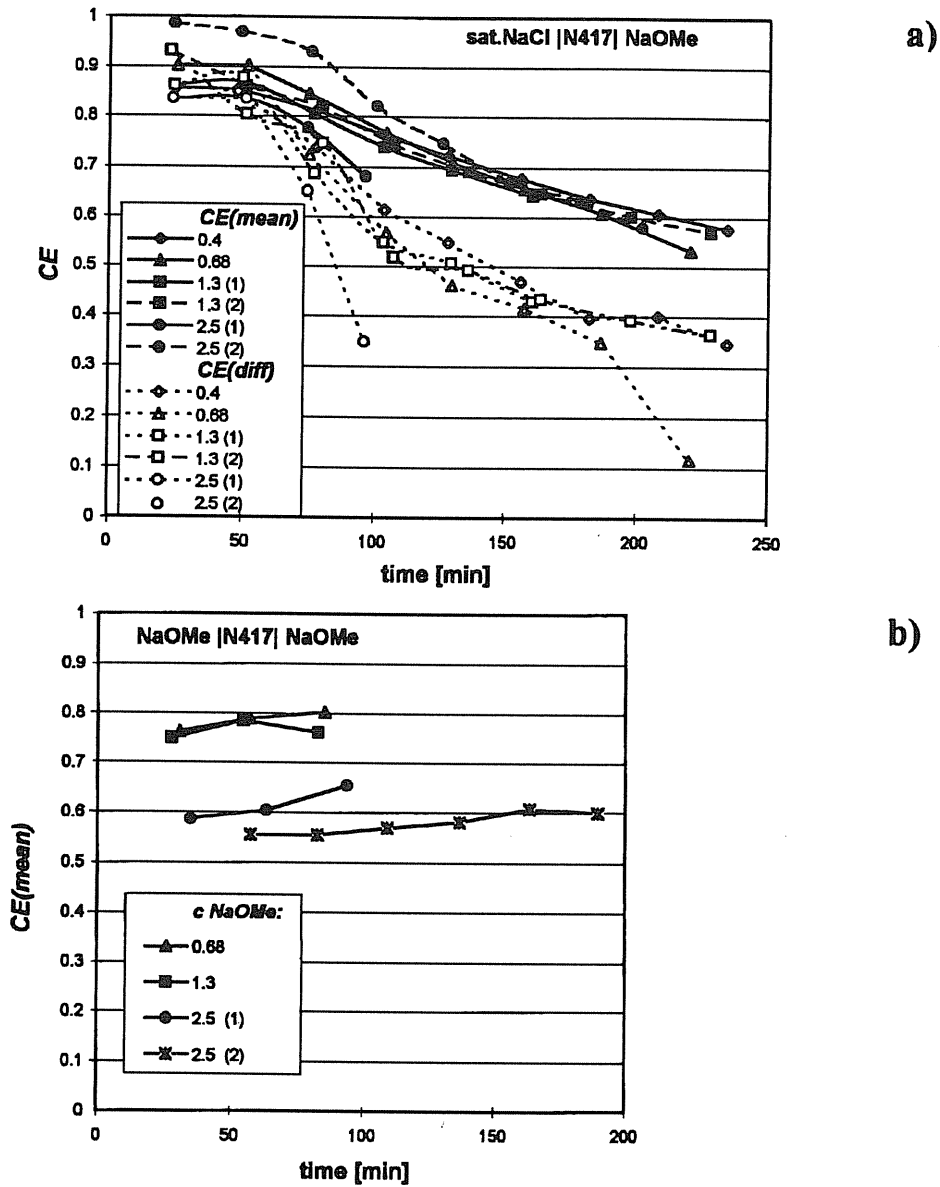 a)
sat.NaCl |N417| NaOMe
1
0.9
0.8
0.7
0.6
0.5
0.4
0.3
0.2
0.1
0
CE
CE(mean)
0.4
0.68
1.3 (1)
1.3 (2)
2.5 (1)
2.5 (2)
CE(diff)
0.4
0.68
1.3 (1)
1.3 (2)
2.5 (1)
2.5 (2)
0 50 100 150 200 250
time [min]
b)
NaOMe |N417| NaOMe
1
0.9
0.8
0.7
0.6
0.5
0.4
0.3
0.2
0.1
0
CE(mean)
c NaOMe:
0.68
1.3
2.5 (1)
2.5 (2)
0 50 100 150 200
time [min]